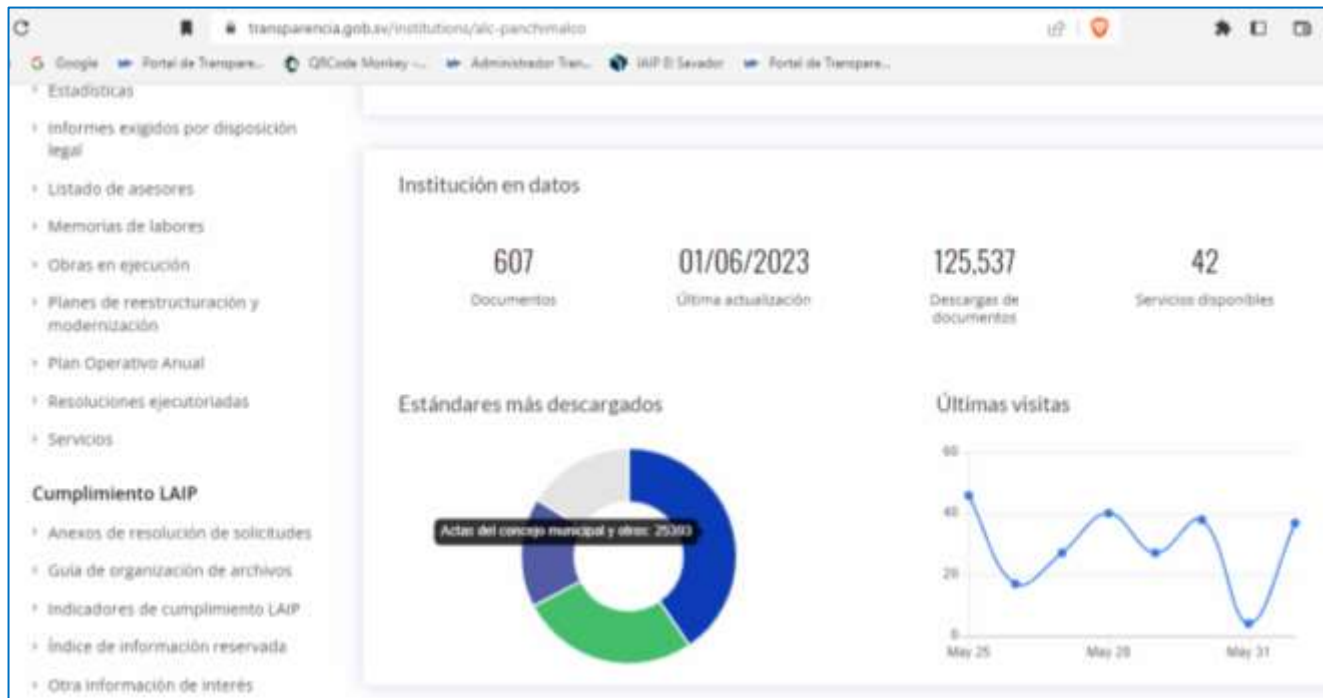 transparencia.gob.sv/institutions/alc-panchimalco
Google
Portal de Transpare...
QRCode Monkey -...
Administrador Tran...
IAIP El Savador
Portal de Transpare...
Estadísticas
Informes exigidos por disposición
legal
Listado de asesores
Memorias de labores
Obras en ejecución
Planes de reestructuración y
modernización
Plan Operativo Anual
Resoluciones ejecutoriadas
Servicios
Cumplimiento LAIP
Anexos de resolución de solicitudes
Guía de organización de archivos
Indicadores de cumplimiento LAIP
Índice de información reservada
Otra información de interés
Institución en datos
607
Documentos
01/06/2023
Última actualización
125,537
Descargas de
documentos
42
Servicios disponibles
Estándares más descargados
Actas del concejo municipal y otros:
Últimas visitas
60
40
20
0
May 25
May 28
May 31